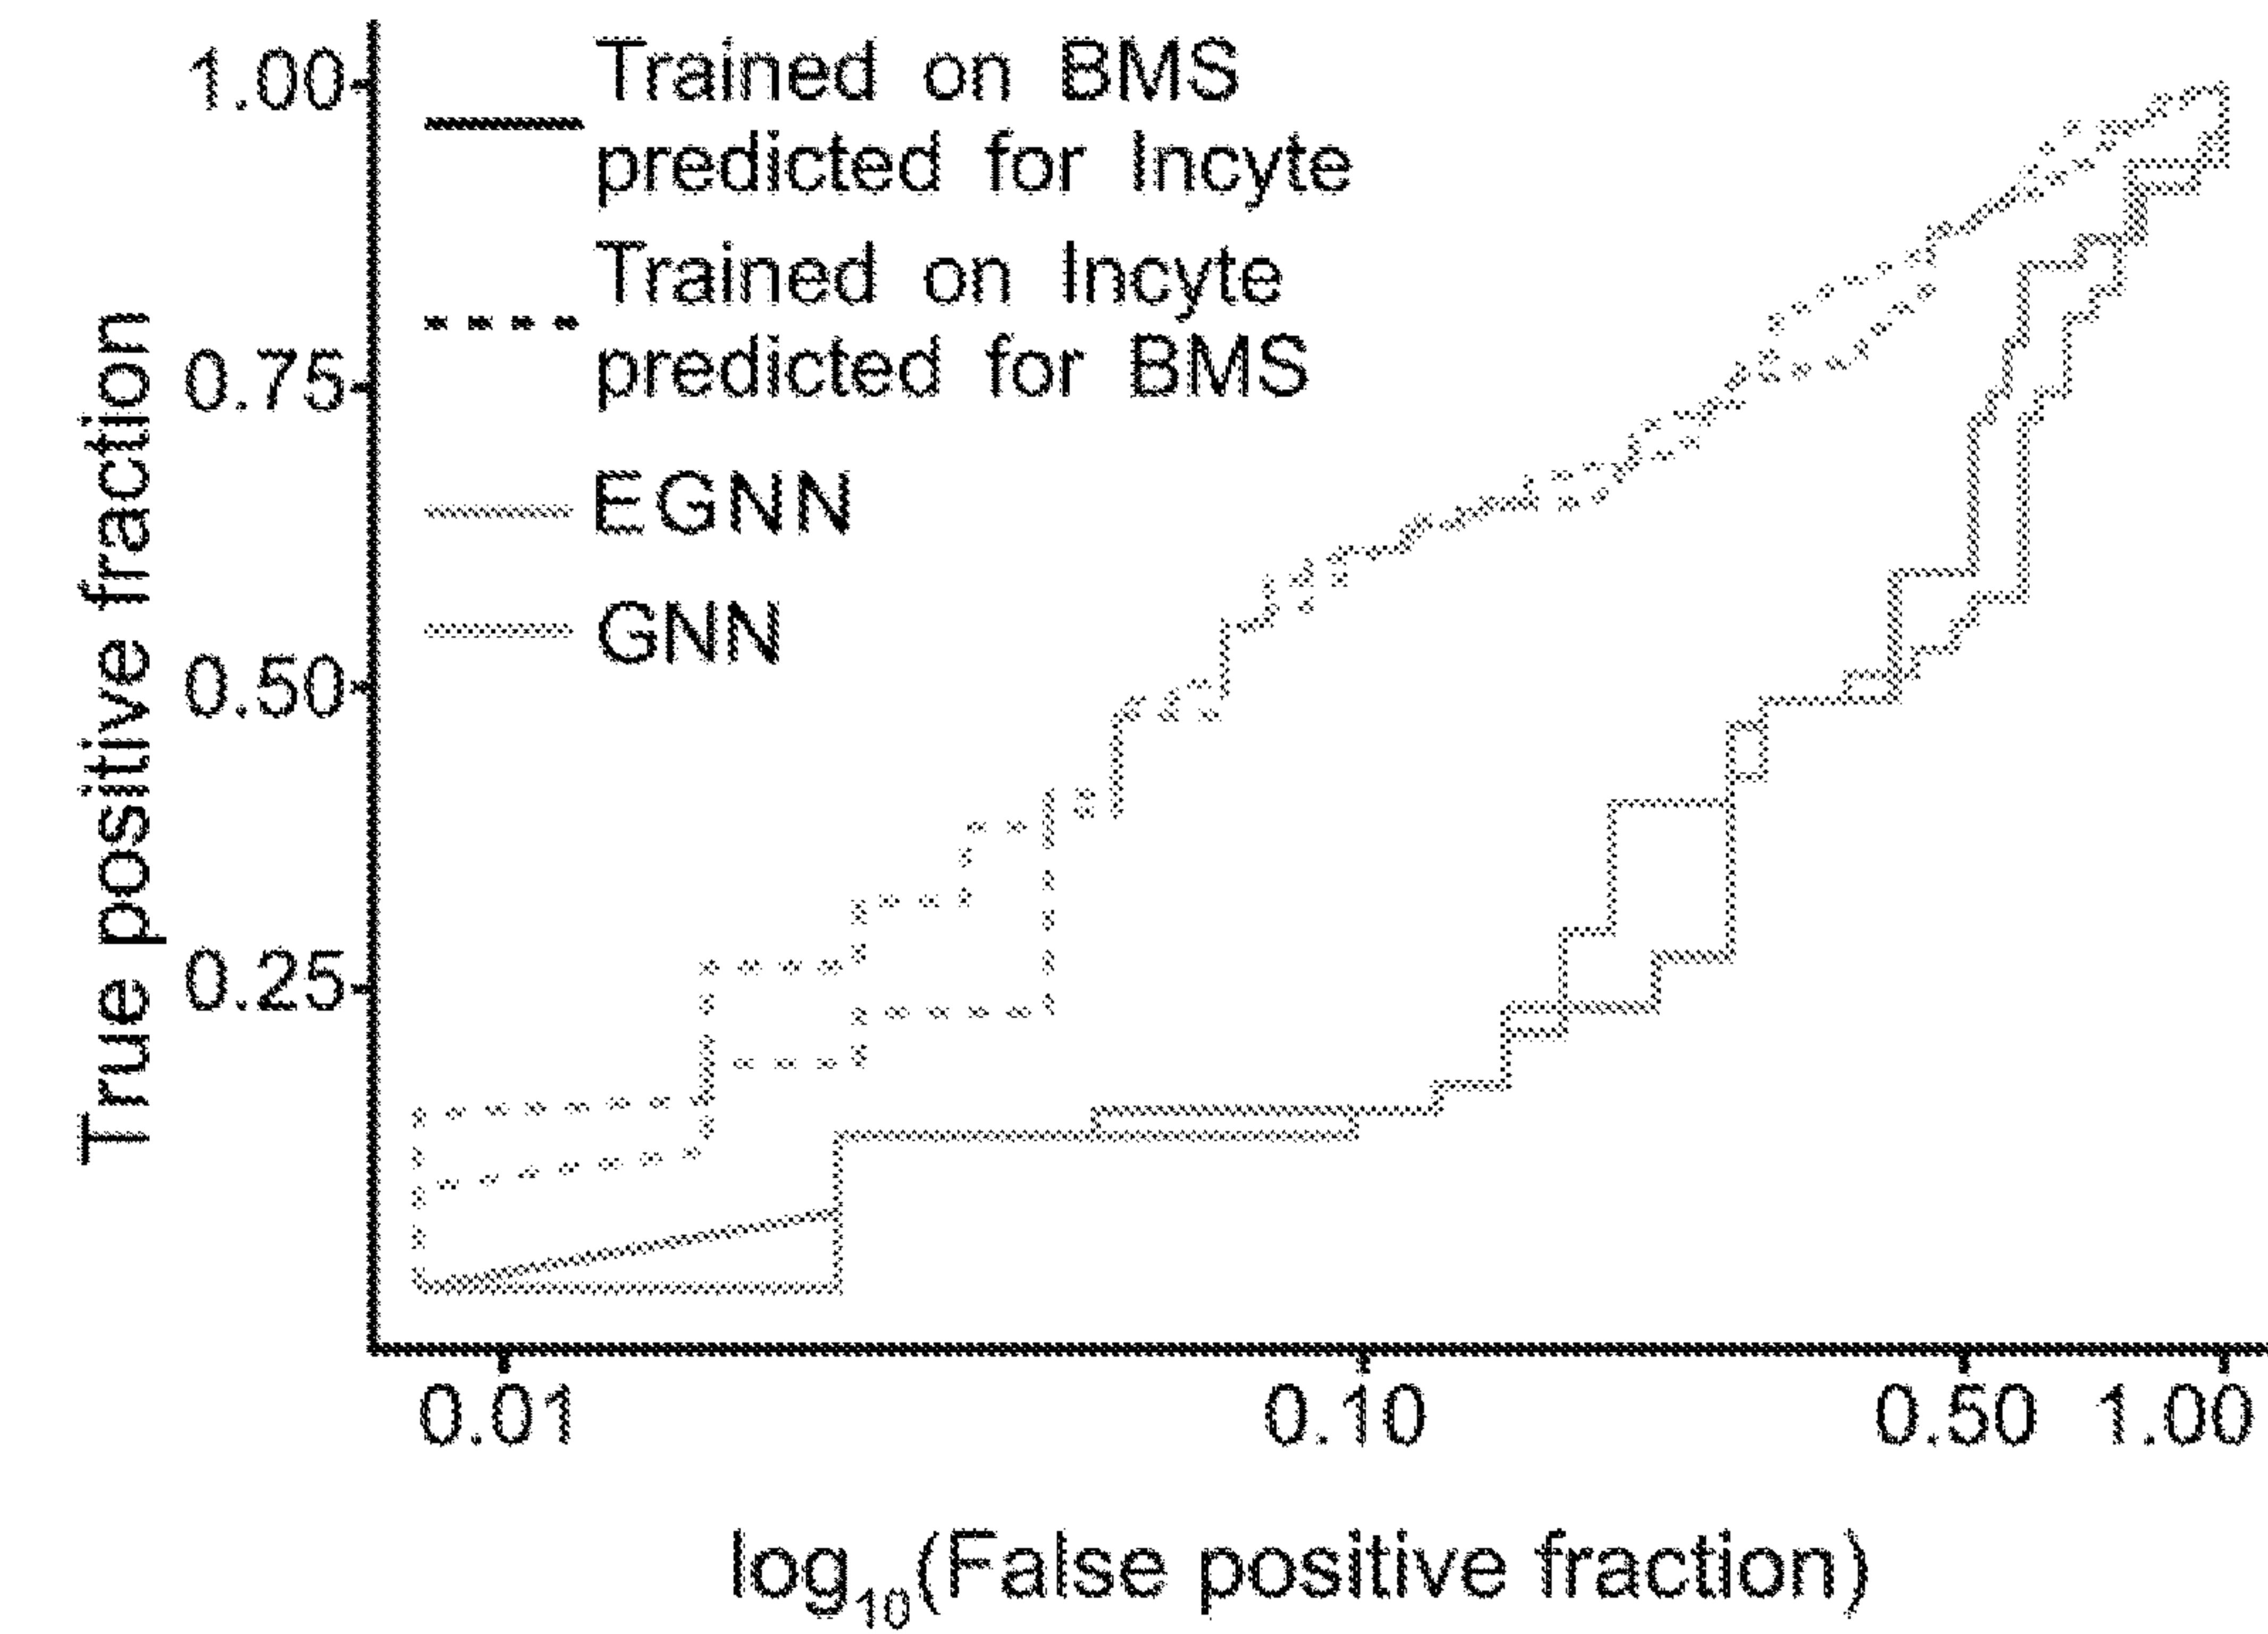 True positive fraction
1.00
0.75
0.50
0.25
Trained on BMS
predicted for Incyte
Trained on Incyte
predicted for BMS
EGNN
GNN
0.01 0.10 0.50 1.00
log10(False positive fraction)